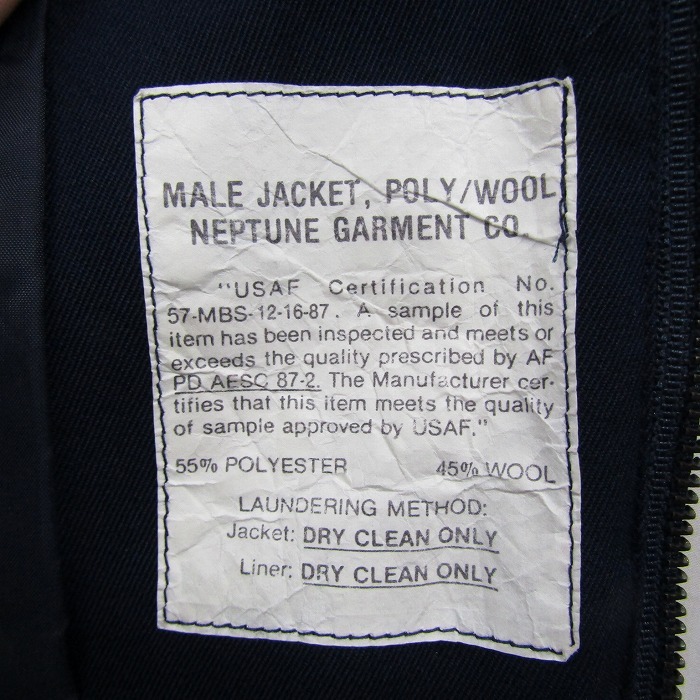 MALE JACKET, POLY/WOOL
NEPTUNE GARMENT CO.
"USAF Certification No.
57-MBS-12-16-87. A sample of this
item has been inspected and meets or
exceeds the quality prescribed by AF
PD AFSC 87-2. The Manufacturer cer-
tifies that this item meets the quality
of sample approved by USAF."
55% POLYESTER 45% WOOL
LAUNDERING METHOD:
Jacket: DRY CLEAN ONLY
Liner: DRY CLEAN ONLY